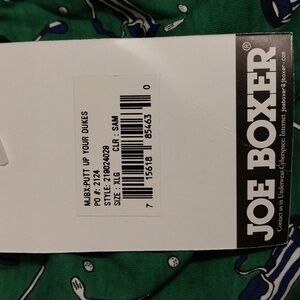 MJBX:PUTT UP YOUR DUKES
PO #: 2124
STYLE: 219024029
SIZE : XLG
CLR : SAM
7 15618 85463 0
JOE BOXER®
Contact us in Underwear.Cyberspace: Internet joeboxer@jboxer.com